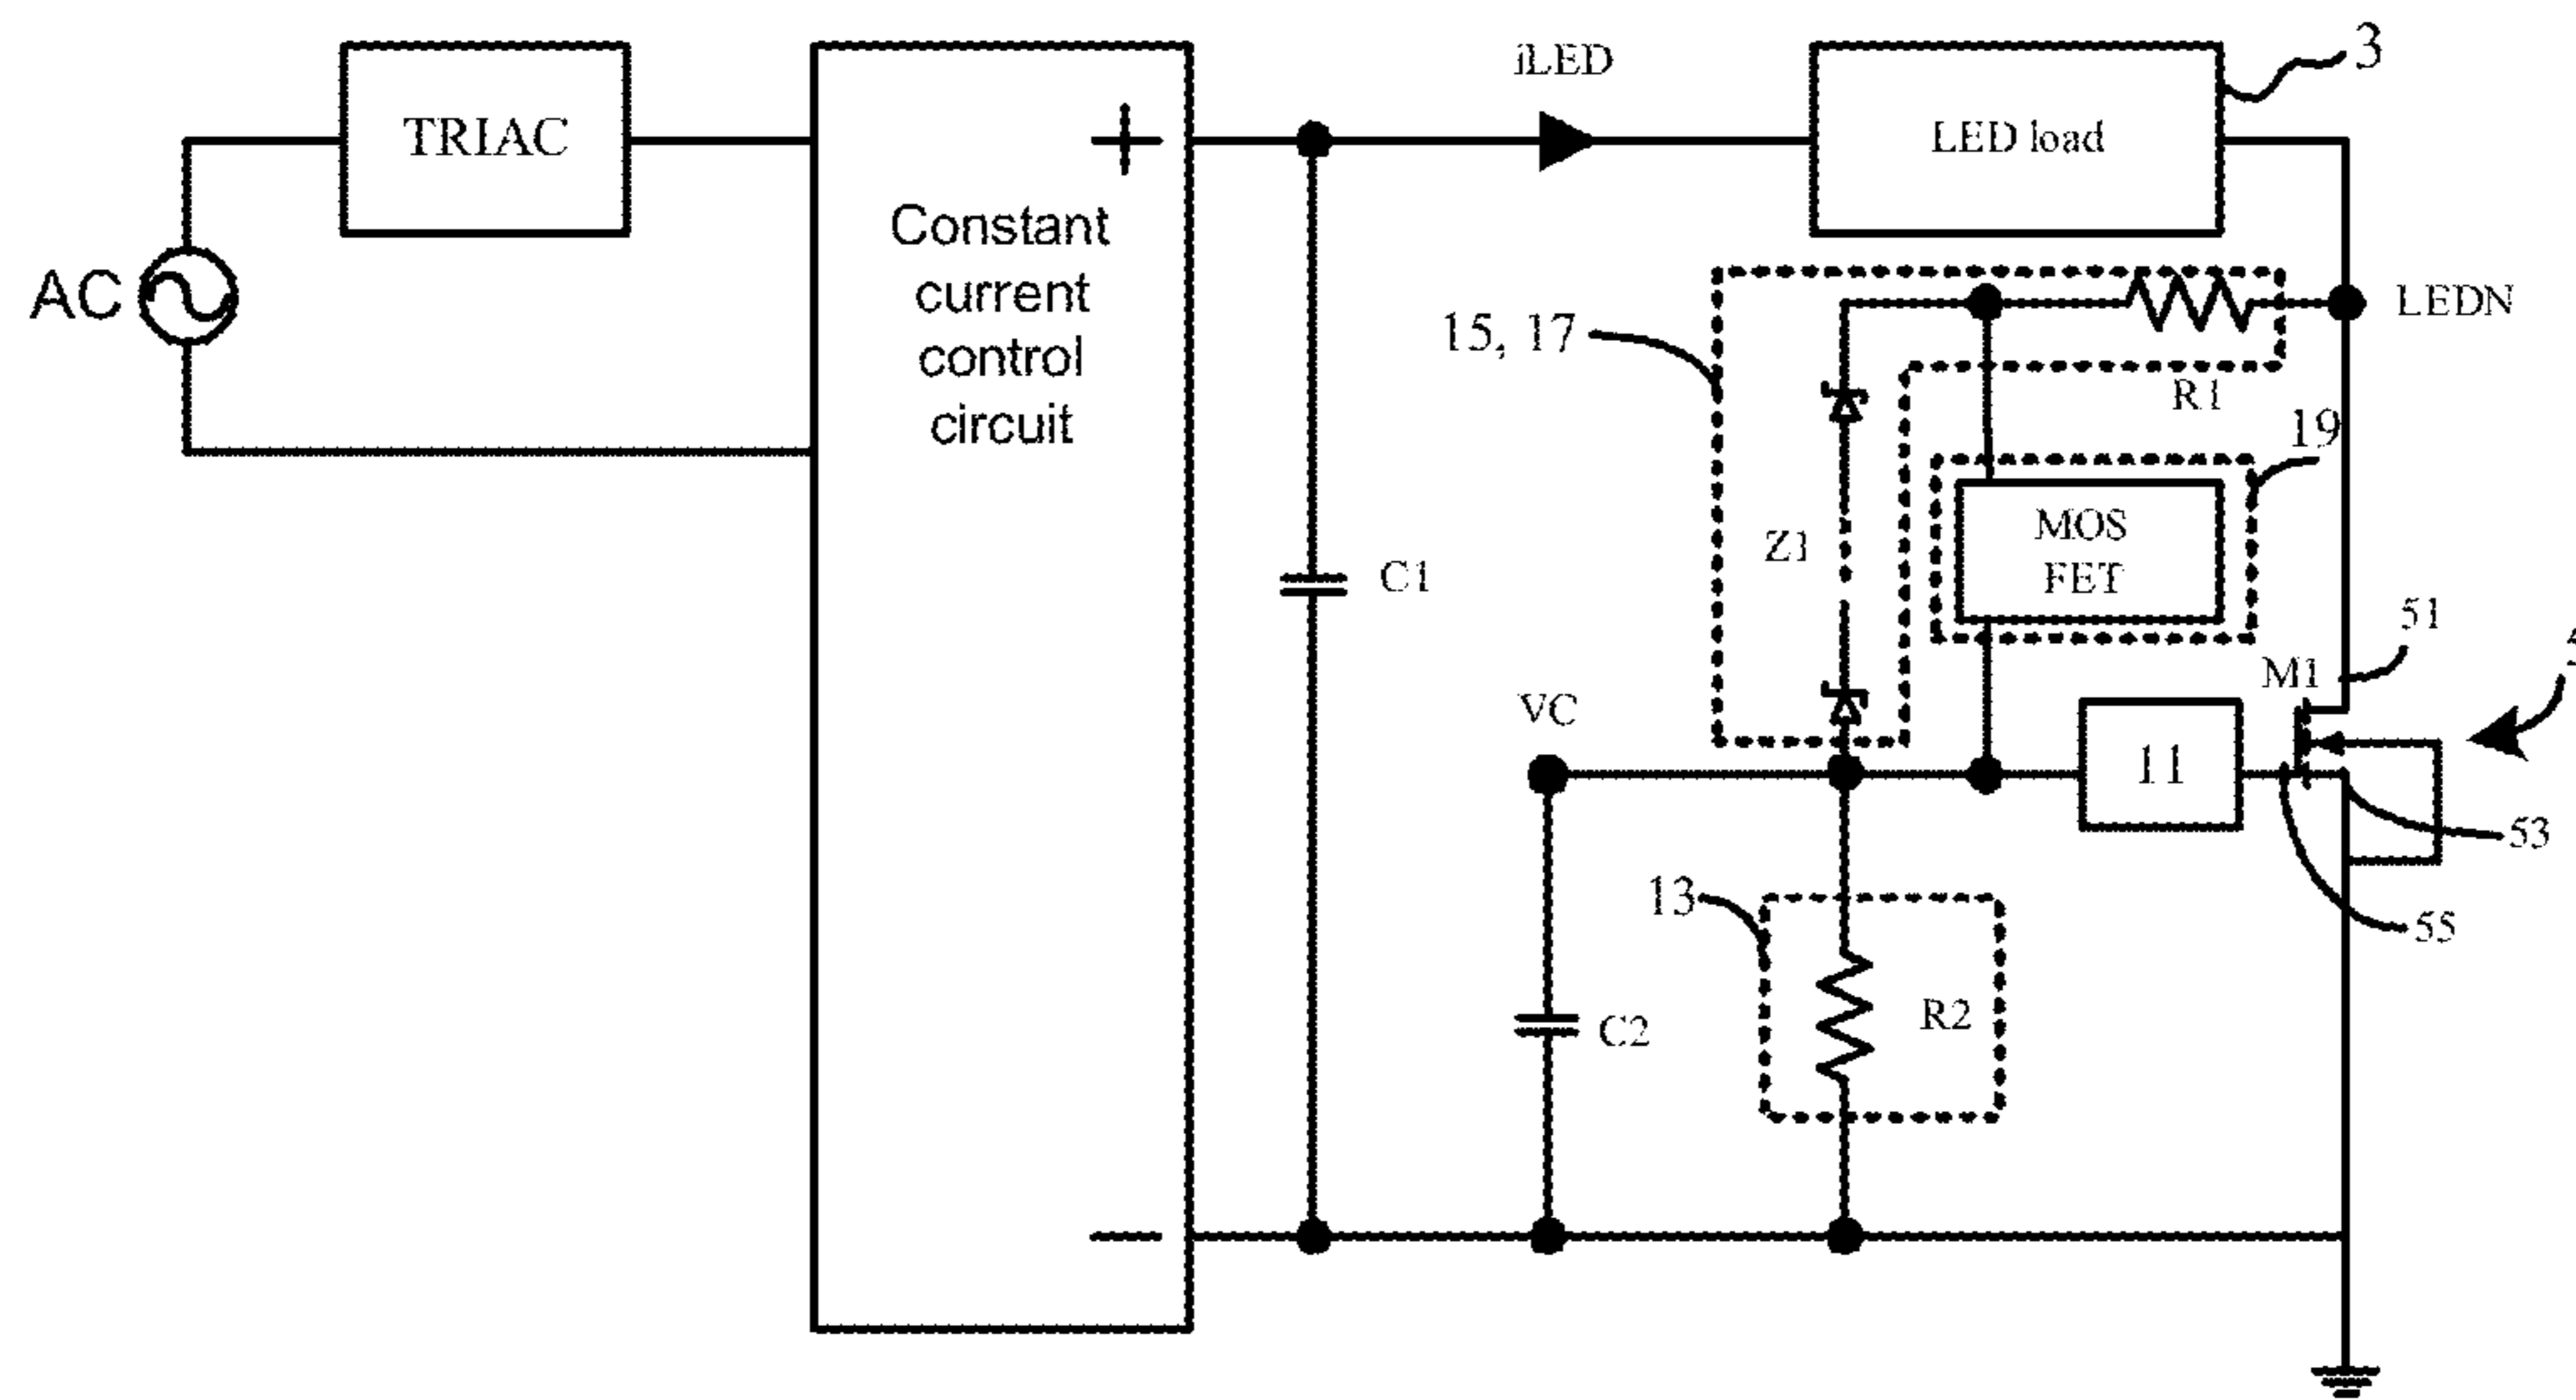 TRIAC
AC
+
Constant
current
control
circuit
−
iLED
LED load
3
LEDN
15, 17
R1
19
Z1
MOS
FET
C1
51
M1
VC
11
53
55
13
C2
R2